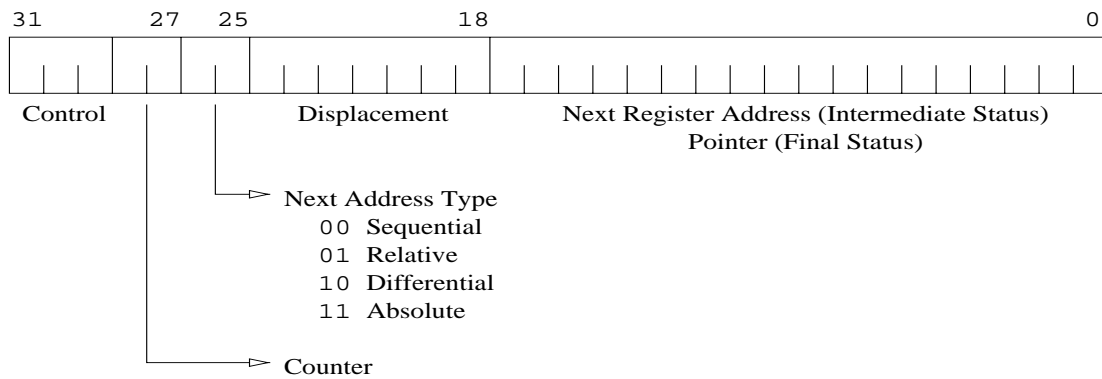 31 27 25 18 0
Control Displacement Next Register Address (Intermediate Status)
Pointer (Final Status)
Next Address Type
00 Sequential
01 Relative
10 Differential
11 Absolute
Counter